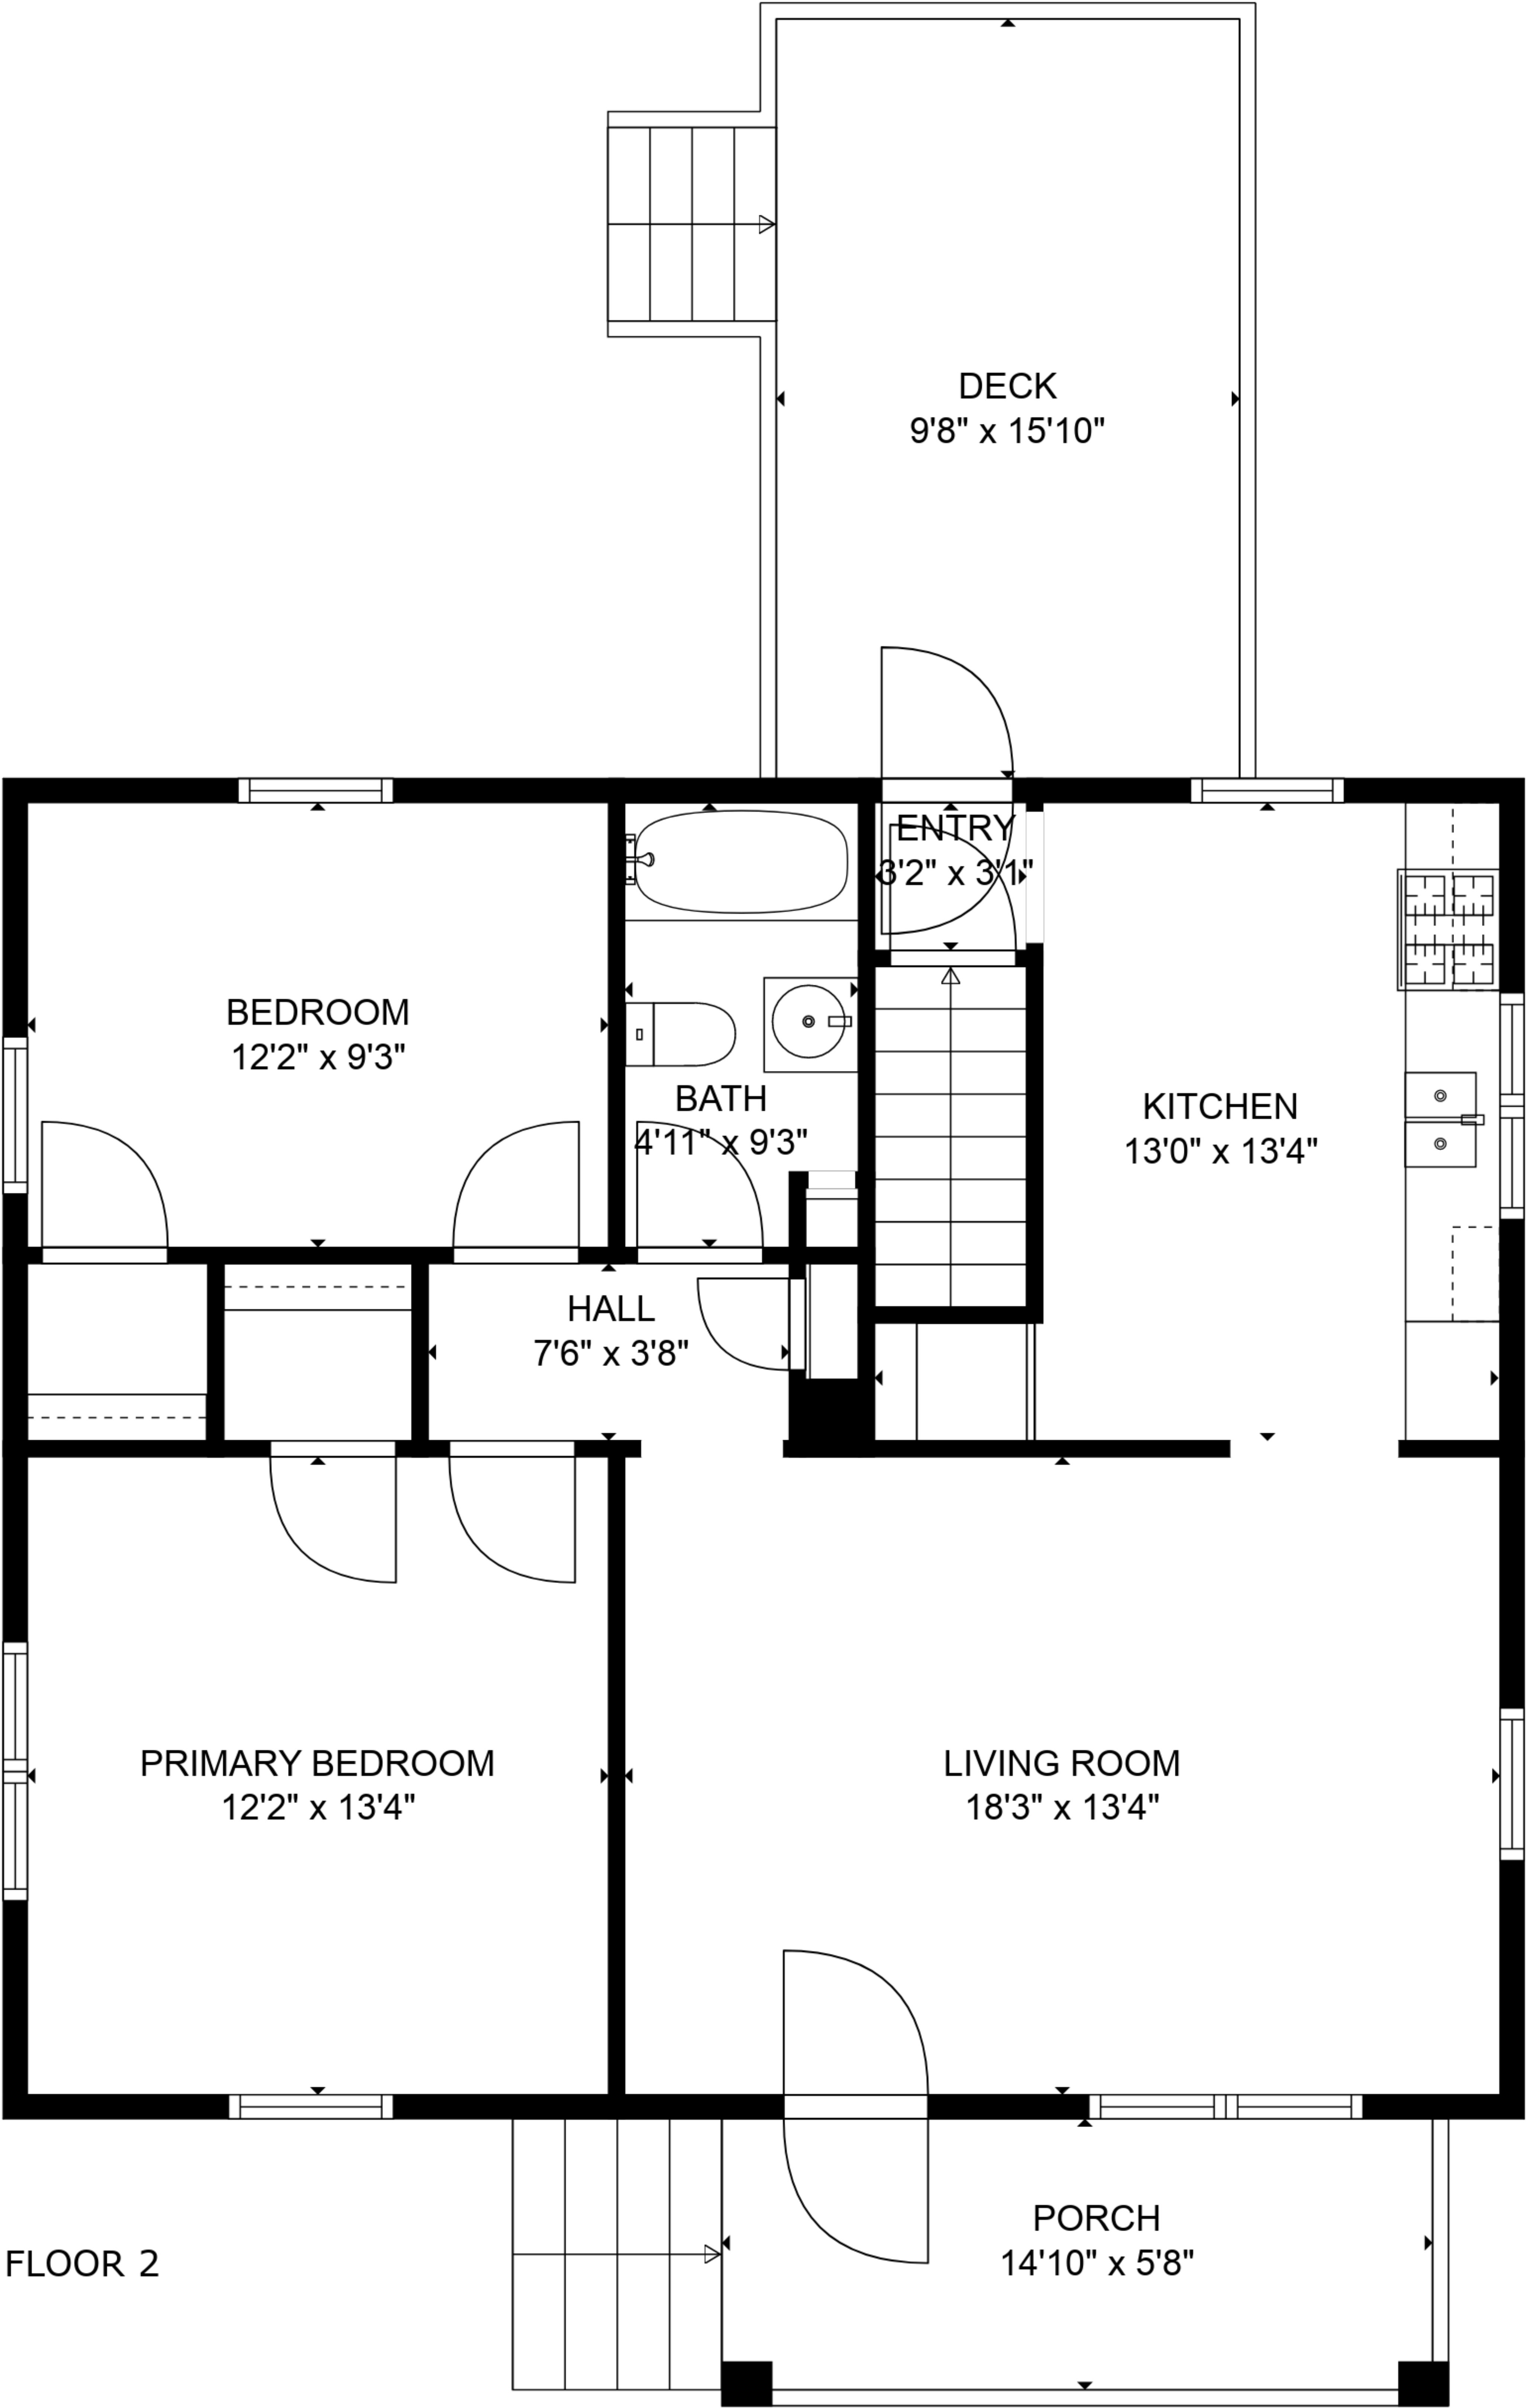 DECK
9'8" x 15'10"
ENTRY
3'2" x 3'1"
BEDROOM
12'2" x 9'3"
BATH
4'11" x 9'3"
KITCHEN
13'0" x 13'4"
HALL
7'6" x 3'8"
PRIMARY BEDROOM
12'2" x 13'4"
LIVING ROOM
18'3" x 13'4"
PORCH
14'10" x 5'8"
FLOOR 2